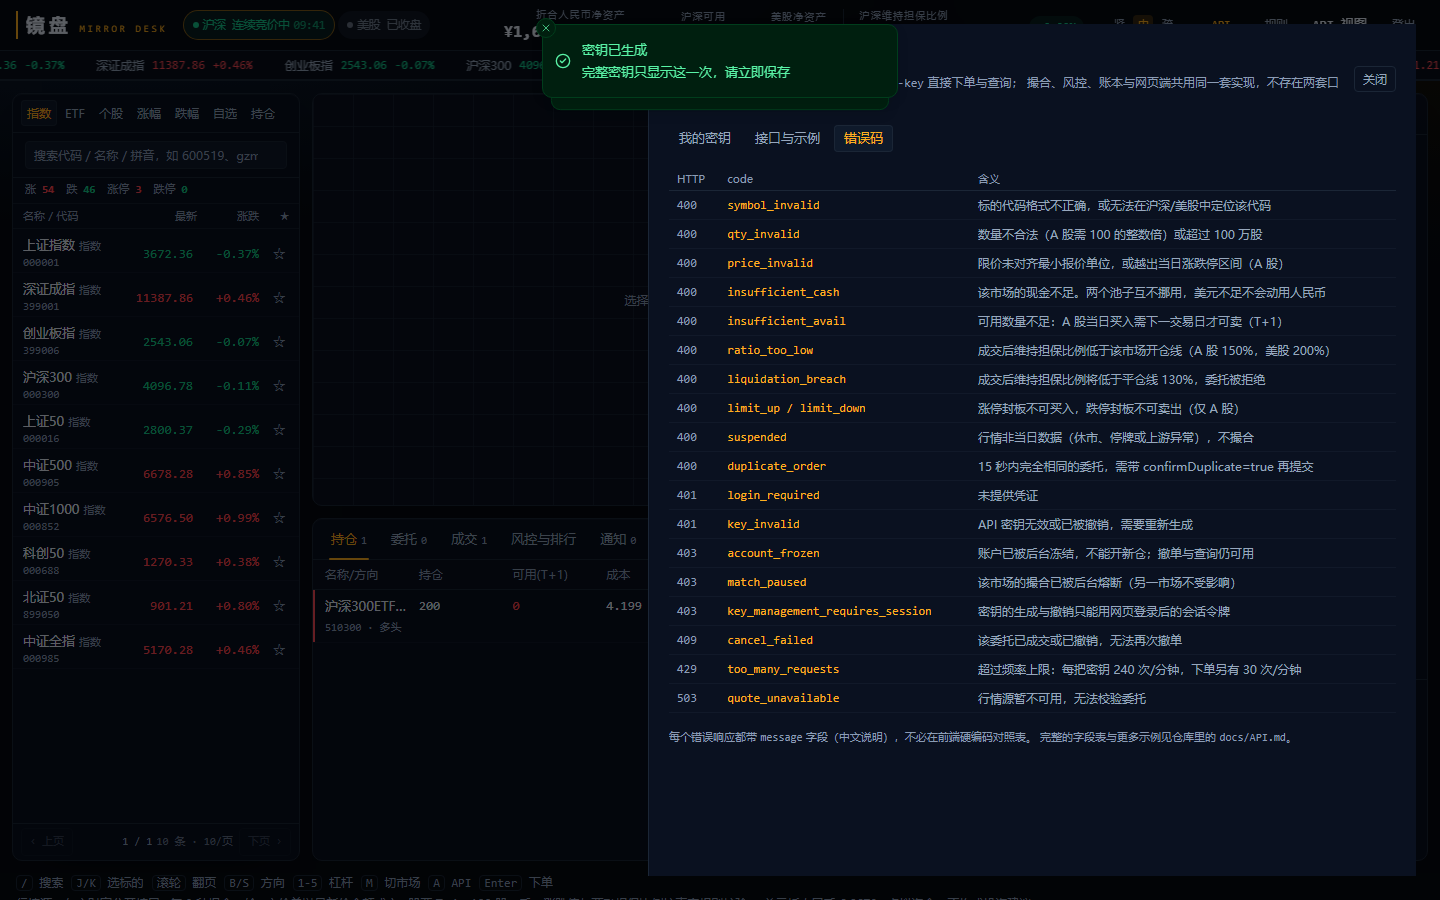 镜盘 MIRROR DESK
沪深 连续竞价中 09:41
美股 已收盘
折合人民币净资产
沪深可用
美股净资产
沪深维持担保比例
-0.37% 深证成指 11387.86 +0.46% 创业板指 2543.06 -0.07% 沪深300
密钥已生成
完整密钥只显示这一次，请立即保存
-key 直接下单与查询； 撮合、风控、账本与网页端共用同一套实现，不存在两套口
关闭
指数 ETF 个股 涨幅 跌幅 自选 持仓
搜索代码 / 名称 / 拼音，如 600519、gzm
涨 54 跌 46 涨停 3 跌停 0
名称 / 代码 最新 涨跌 ★
上证指数 指数 3672.36 -0.37% ☆
000001
深证成指 指数 11387.86 +0.46% ☆
399001
创业板指 指数 2543.06 -0.07% ☆
399006
沪深300 指数 4096.78 -0.11% ☆
000300
上证50 指数 2800.37 -0.29% ☆
000016
中证500 指数 6678.28 +0.85% ☆
000905
中证1000 指数 6576.50 +0.99% ☆
000852
科创50 指数 1270.33 +0.38% ☆
000688
北证50 指数 901.21 +0.80% ☆
899050
中证全指 指数 5170.28 +0.46% ☆
000985
‹ 上页 1 / 1 10 条 · 10/页 下页 ›
选择
持仓 1 委托 0 成交 1 风控与排行 通知 0
名称/方向 持仓 可用(T+1) 成本
沪深300ETF... 200 0 4.199
510300 · 多头
我的密钥 接口与示例 错误码
HTTP code 含义
400 symbol_invalid 标的代码格式不正确，或无法在沪深/美股中定位该代码
400 qty_invalid 数量不合法（A 股需 100 的整数倍）或超过 100 万股
400 price_invalid 限价未对齐最小报价单位，或越出当日涨跌停区间（A 股）
400 insufficient_cash 该市场的现金不足。两个池子互不挪用，美元不足不会动用人民币
400 insufficient_avail 可用数量不足：A 股当日买入需下一交易日才可卖（T+1）
400 ratio_too_low 成交后维持担保比例低于该市场开仓线（A 股 150%，美股 200%）
400 liquidation_breach 成交后维持担保比例将低于平仓线 130%，委托被拒绝
400 limit_up / limit_down 涨停封板不可买入，跌停封板不可卖出（仅 A 股）
400 suspended 行情非当日数据（休市、停牌或上游异常），不撮合
400 duplicate_order 15 秒内完全相同的委托，需带 confirmDuplicate=true 再提交
401 login_required 未提供凭证
401 key_invalid API 密钥无效或已被撤销，需要重新生成
403 account_frozen 账户已被后台冻结，不能开新仓；撤单与查询仍可用
403 match_paused 该市场的撮合已被后台熔断（另一市场不受影响）
403 key_management_requires_session 密钥的生成与撤销只能用网页登录后的会话令牌
409 cancel_failed 该委托已成交或已撤销，无法再次撤单
429 too_many_requests 超过频率上限：每把密钥 240 次/分钟，下单另有 30 次/分钟
503 quote_unavailable 行情源暂不可用，无法校验委托
每个错误响应都带 message 字段（中文说明），不必在前端硬编码对照表。 完整的字段表与更多示例见仓库里的 docs/API.md。
/ 搜索 J/K 选标的 滚轮 翻页 B/S 方向 1-5 杠杆 M 切市场 A API Enter 下单